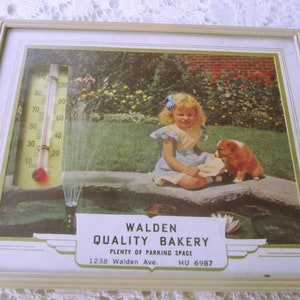 WALDEN
QUALITY BAKERY
PLENTY OF PARKING SPACE
1238 Walden Ave. HU 6987